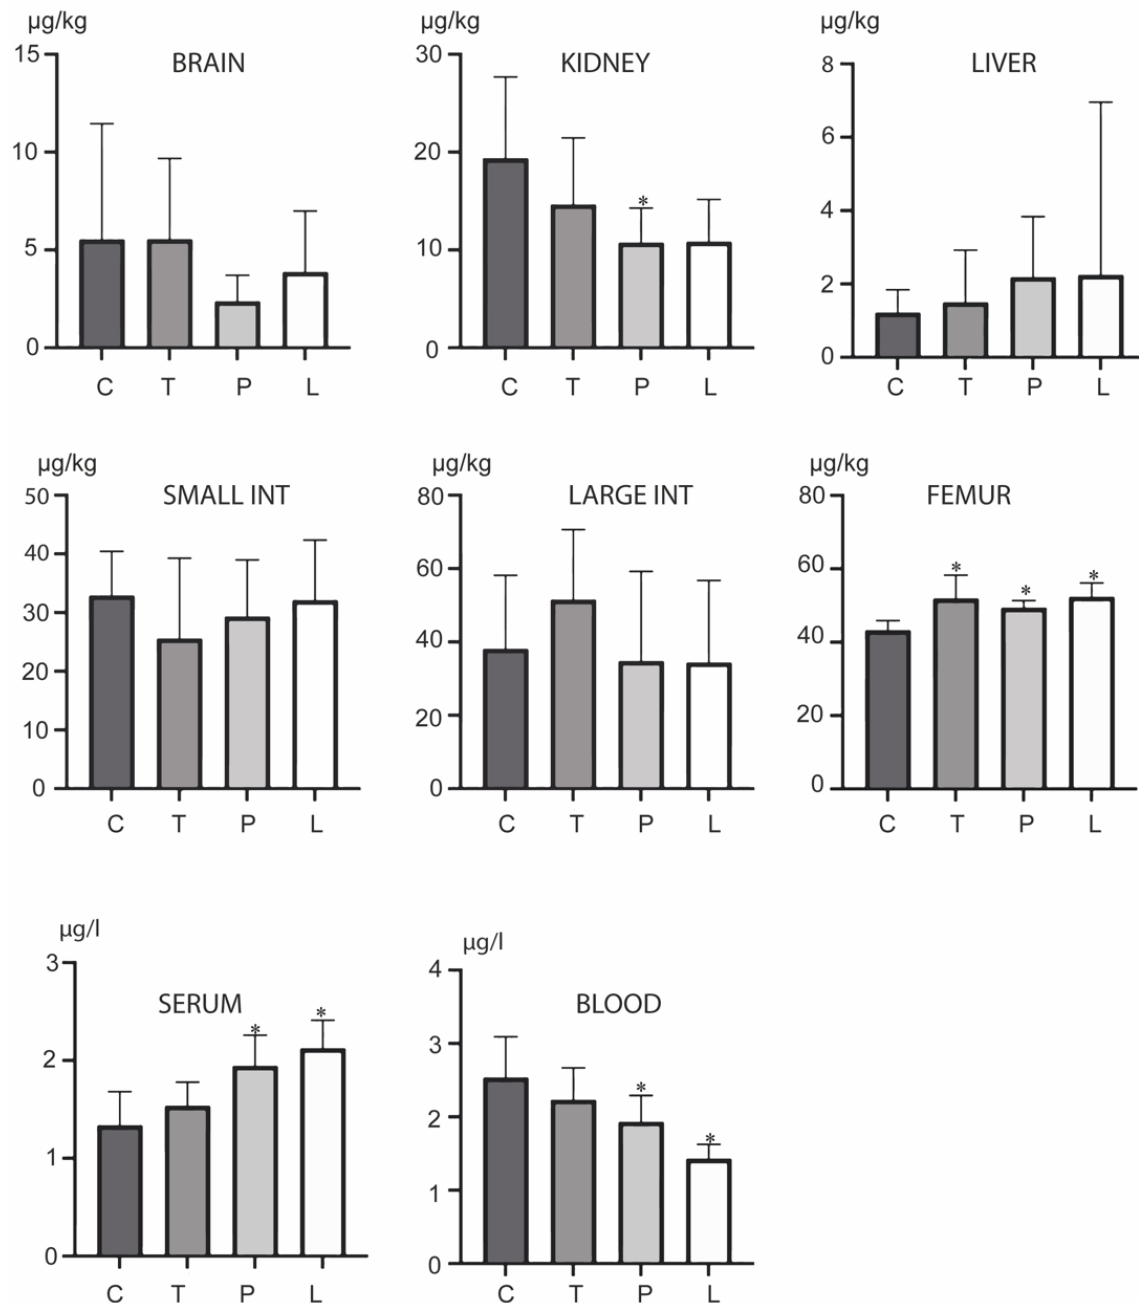 µg/kg
BRAIN
15
10
5
0
C T P L
µg/kg
KIDNEY
30
20
10
0
*
C T P L
µg/kg
LIVER
8
6
4
2
0
C T P L
µg/kg
SMALL INT
50
40
30
20
10
0
C T P L
µg/kg
LARGE INT
80
60
40
20
0
C T P L
µg/kg
FEMUR
80
60
40
20
0
* * *
C T P L
µg/l
SERUM
3
2
1
0
* *
C T P L
µg/l
BLOOD
4
3
2
1
0
* *
C T P L